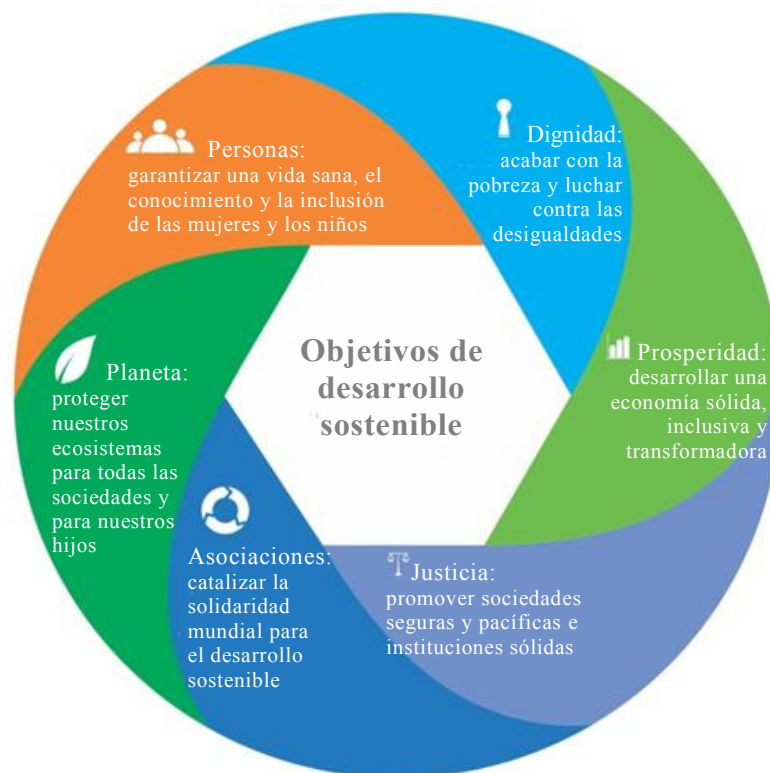 Dignidad:
acabar con la
pobreza y luchar
contra las
desigualdades
Personas:
garantizar una vida sana, el
conocimiento y la inclusión
de las mujeres y los niños
Objetivos de
desarrollo
sostenible
Prosperidad:
desarrollar una
economía sólida,
inclusiva y
transformadora
Planeta:
proteger
nuestros
ecosistemas
para todas las
sociedades y
para nuestros
hijos
Asociaciones:
catalizar la
solidaridad
mundial para
el desarrollo
sostenible
Justicia:
promover sociedades
seguras y pacíficas e
instituciones sólidas